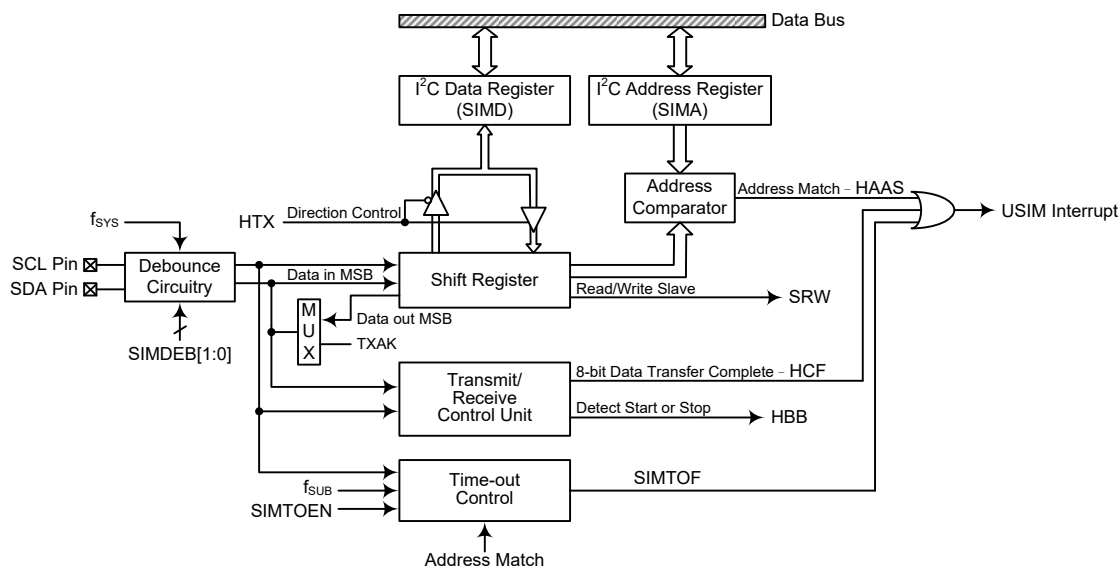 Data Bus
I²C Data Register
(SIMD)
I²C Address Register
(SIMA)
HTX
Direction Control
Address
Comparator
Address Match – HAAS
USIM Interrupt
fSYS
SCL Pin
SDA Pin
Debounce
Circuitry
SIMDEB[1:0]
Data in MSB
Shift Register
Read/Write Slave
SRW
M
U
X
Data out MSB
TXAK
Transmit/
Receive
Control Unit
8-bit Data Transfer Complete – HCF
Detect Start or Stop
HBB
fSUB
SIMTOEN
Time-out
Control
SIMTOF
Address Match